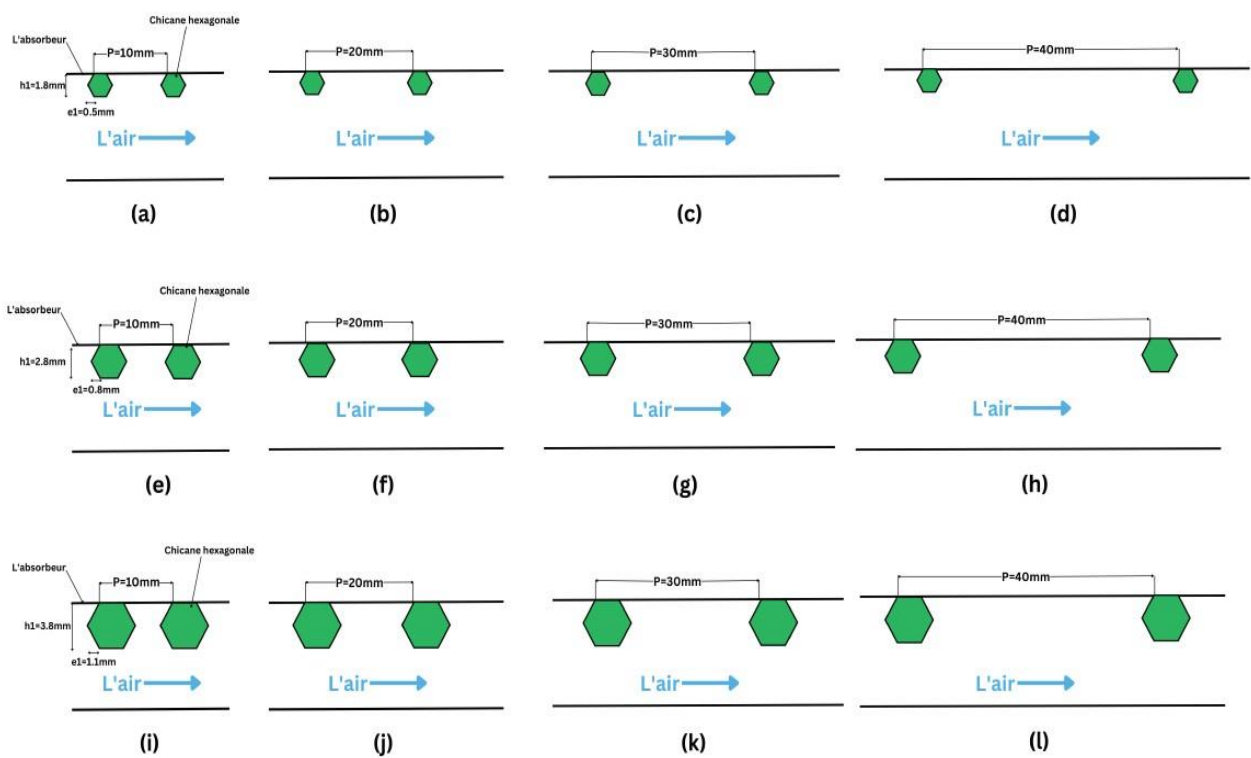 Chicane hexagonale
L'absorbeur
P=10mm
P=20mm
P=30mm
P=40mm
h1=1.8mm
e1=0.5mm
L'air
L'air
L'air
L'air
(a)
(b)
(c)
(d)
Chicane hexagonale
L'absorbeur
P=10mm
P=20mm
P=30mm
P=40mm
h1=2.8mm
e1=0.8mm
L'air
L'air
L'air
L'air
(e)
(f)
(g)
(h)
Chicane hexagonale
L'absorbeur
P=10mm
P=20mm
P=30mm
P=40mm
h1=3.8mm
e1=1.1mm
L'air
L'air
L'air
L'air
(i)
(j)
(k)
(l)